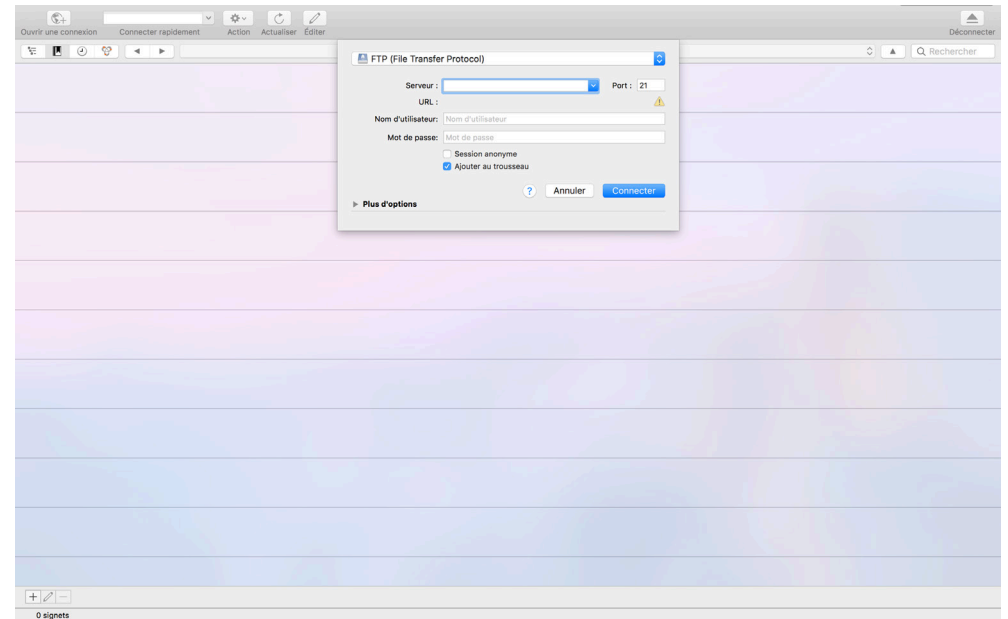 Ouvrir une connexion Connecter rapidement Action Actualiser Éditer Déconnecter
Rechercher
FTP (File Transfer Protocol)
Serveur : Port : 21
URL :
Nom d'utilisateur: Nom d'utilisateur
Mot de passe: Mot de passe
Session anonyme
Ajouter au trousseau
? Annuler Connecter
Plus d'options
0 signets